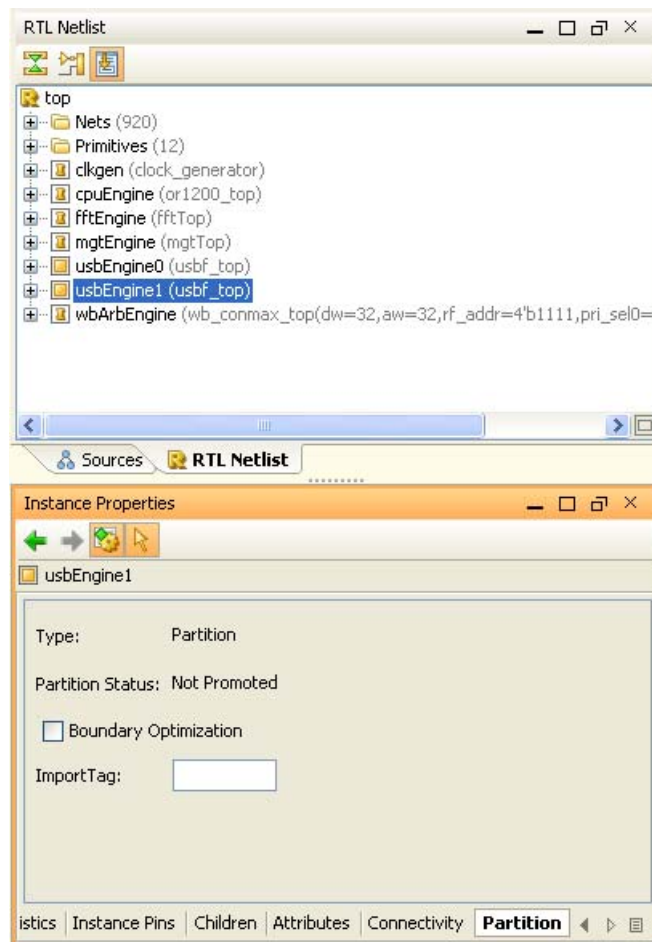 RTL Netlist
top
Nets (920)
Primitives (12)
clkgen (clock_generator)
cpuEngine (or1200_top)
fftEngine (fftTop)
mgtEngine (mgtTop)
usbEngine0 (usbf_top)
usbEngine1 (usbf_top)
wbArbEngine (wb_conmax_top(dw=32,aw=32,rf_addr=4'b1111,pri_sel0=
Sources RTL Netlist
Instance Properties
usbEngine1
Type: Partition
Partition Status: Not Promoted
Boundary Optimization
ImportTag:
istics Instance Pins Children Attributes Connectivity Partition